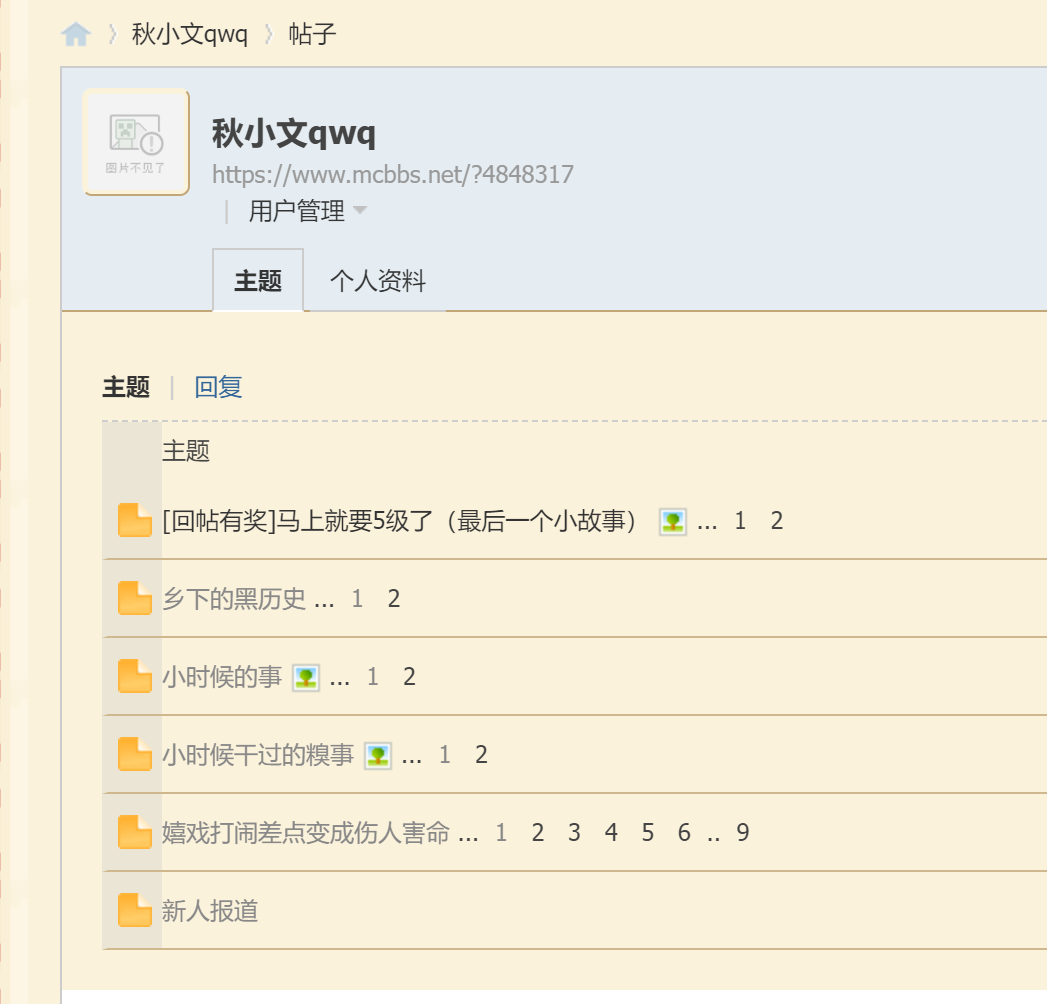 秋小文qwq 帖子
秋小文qwq
图片不见了
https://www.mcbbs.net/?4848317
用户管理
主题 个人资料
主题 | 回复
主题
[回帖有奖]马上就要5级了（最后一个小故事） ... 1 2
乡下的黑历史 ... 1 2
小时候的事 ... 1 2
小时候干过的糗事 ... 1 2
嬉戏打闹差点变成伤人害命 ... 1 2 3 4 5 6 .. 9
新人报道